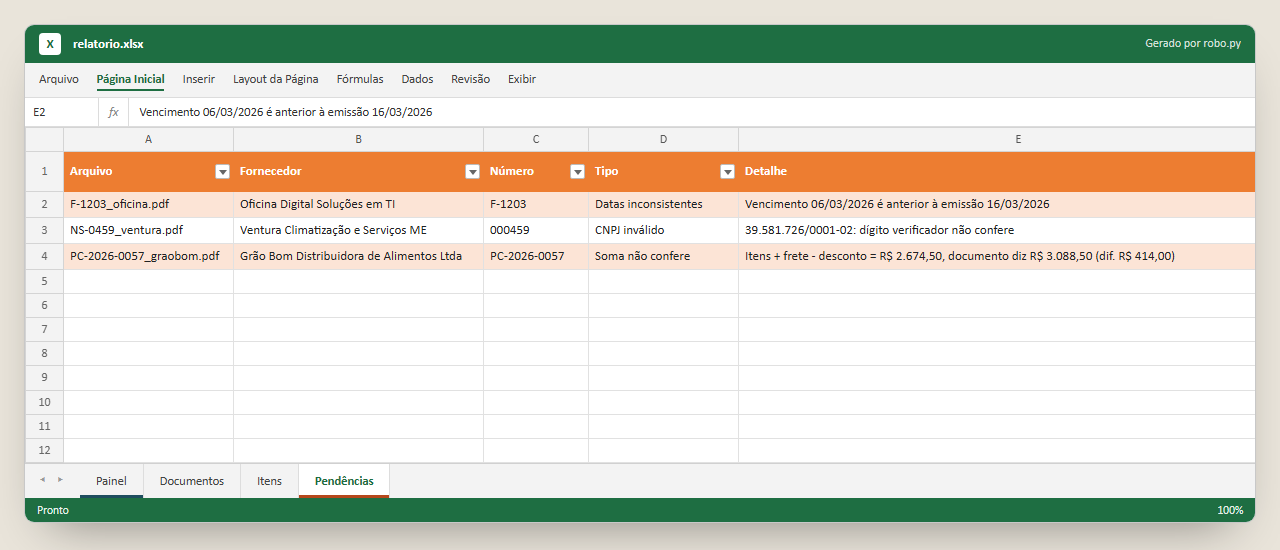 X relatorio.xlsx Gerado por robo.py
Arquivo Página Inicial Inserir Layout da Página Fórmulas Dados Revisão Exibir
E2 fx Vencimento 06/03/2026 é anterior à emissão 16/03/2026
A B C D E
1 Arquivo Fornecedor Número Tipo Detalhe
2 F-1203_oficina.pdf Oficina Digital Soluções em TI F-1203 Datas inconsistentes Vencimento 06/03/2026 é anterior à emissão 16/03/2026
3 NS-0459_ventura.pdf Ventura Climatização e Serviços ME 000459 CNPJ inválido 39.581.726/0001-02: dígito verificador não confere
4 PC-2026-0057_graobom.pdf Grão Bom Distribuidora de Alimentos Ltda PC-2026-0057 Soma não confere Itens + frete - desconto = R$ 2.674,50, documento diz R$ 3.088,50 (dif. R$ 414,00)
5
6
7
8
9
10
11
12
Painel Documentos Itens Pendências
Pronto 100%